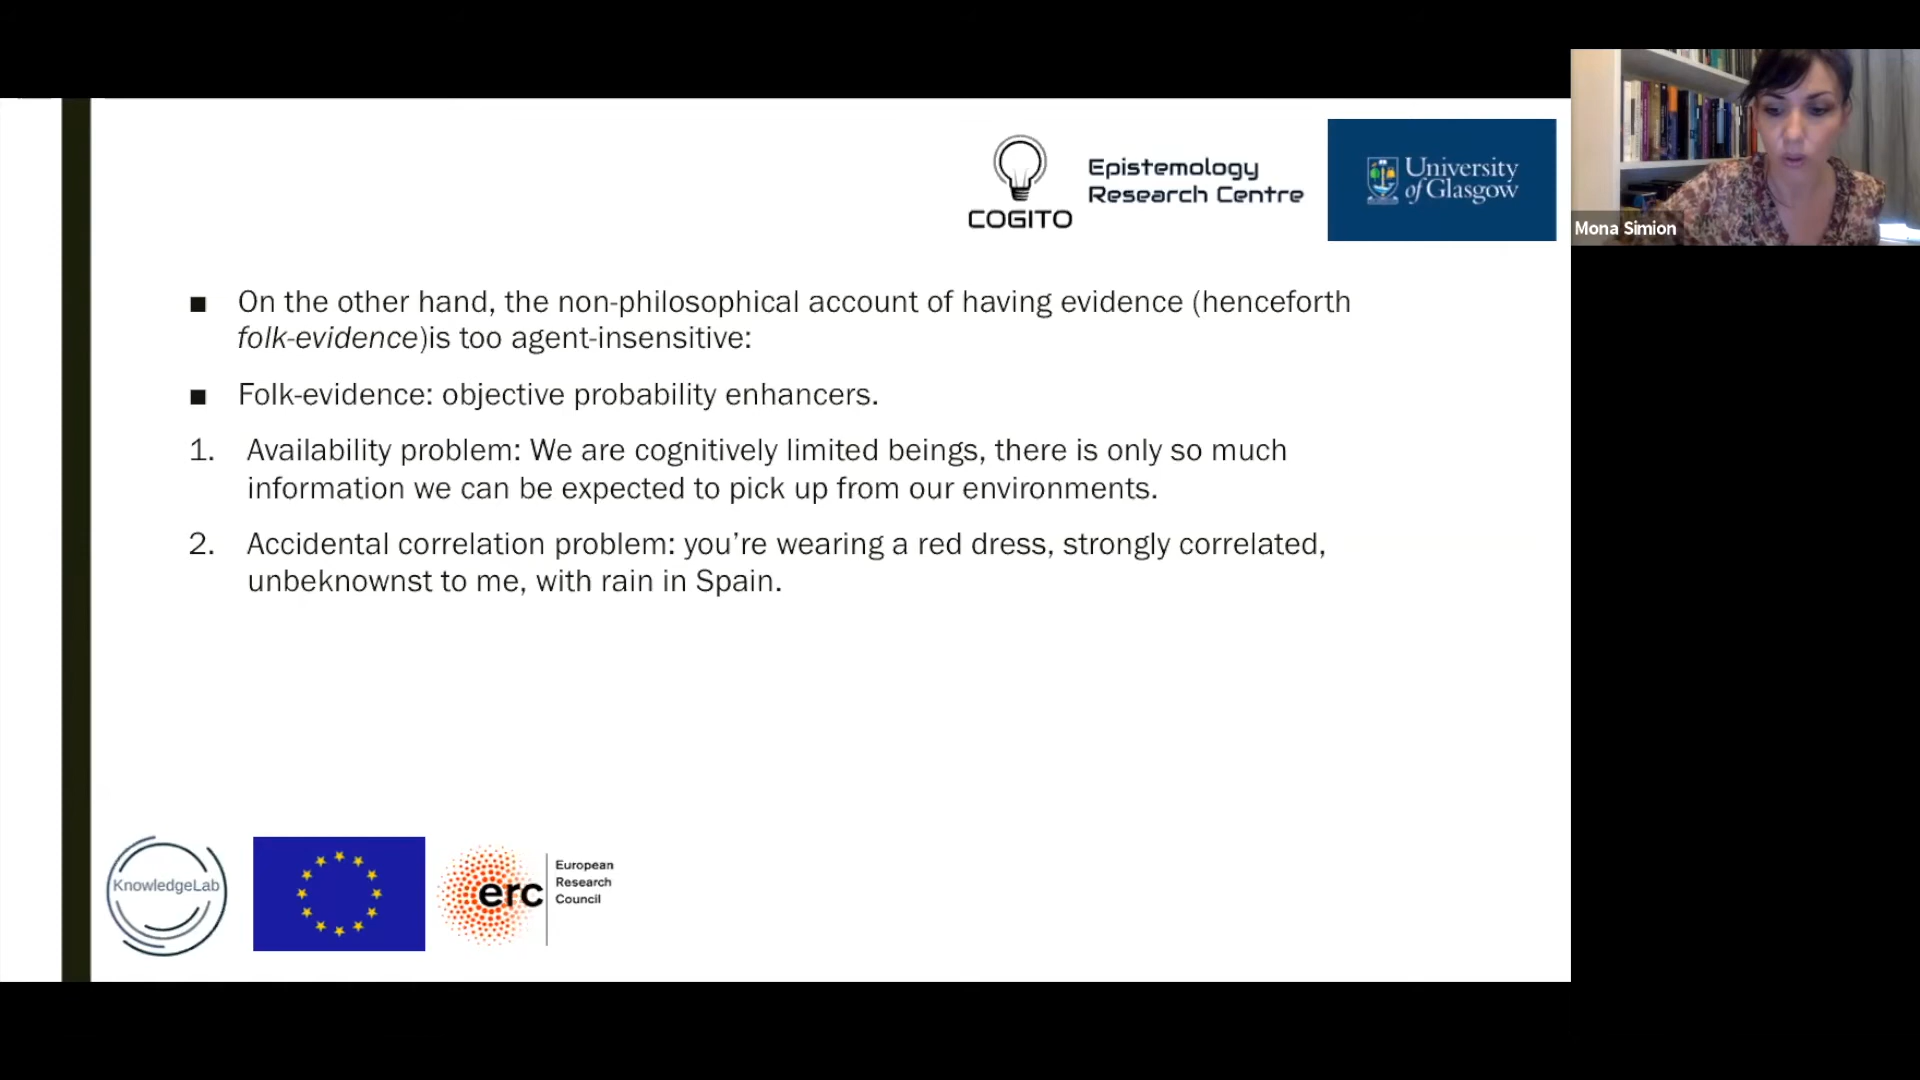 COGITO
Epistemology
Research Centre
University
of Glasgow
Mona Simion
■ On the other hand, the non-philosophical account of having evidence (henceforth
folk-evidence)is too agent-insensitive:
■ Folk-evidence: objective probability enhancers.
1. Availability problem: We are cognitively limited beings, there is only so much
information we can be expected to pick up from our environments.
2. Accidental correlation problem: you’re wearing a red dress, strongly correlated,
unbeknownst to me, with rain in Spain.
KnowledgeLab
erc
European
Research
Council